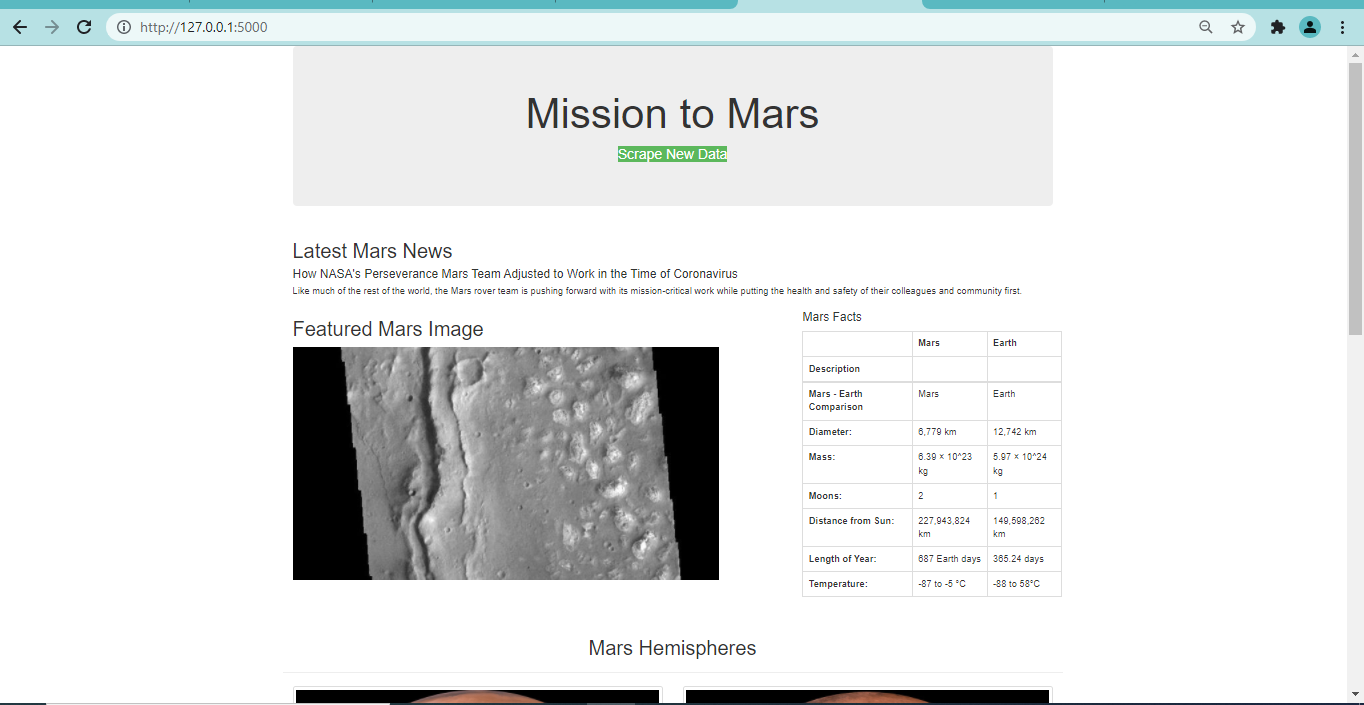 http://127.0.0.1:5000
Mission to Mars
Scrape New Data
Latest Mars News
How NASA's Perseverance Mars Team Adjusted to Work in the Time of Coronavirus
Like much of the rest of the world, the Mars rover team is pushing forward with its mission-critical work while putting the health and safety of their colleagues and community first.
Featured Mars Image
Mars Facts
Mars Earth
Description
Mars - Earth
Comparison
Mars Earth
Diameter: 6,779 km 12,742 km
Mass: 6.39 × 10^23
kg
5.97 × 10^24
kg
Moons: 2 1
Distance from Sun: 227,943,824
km
149,598,262
km
Length of Year: 687 Earth days 365.24 days
Temperature: -87 to -5 °C -88 to 58°C
Mars Hemispheres